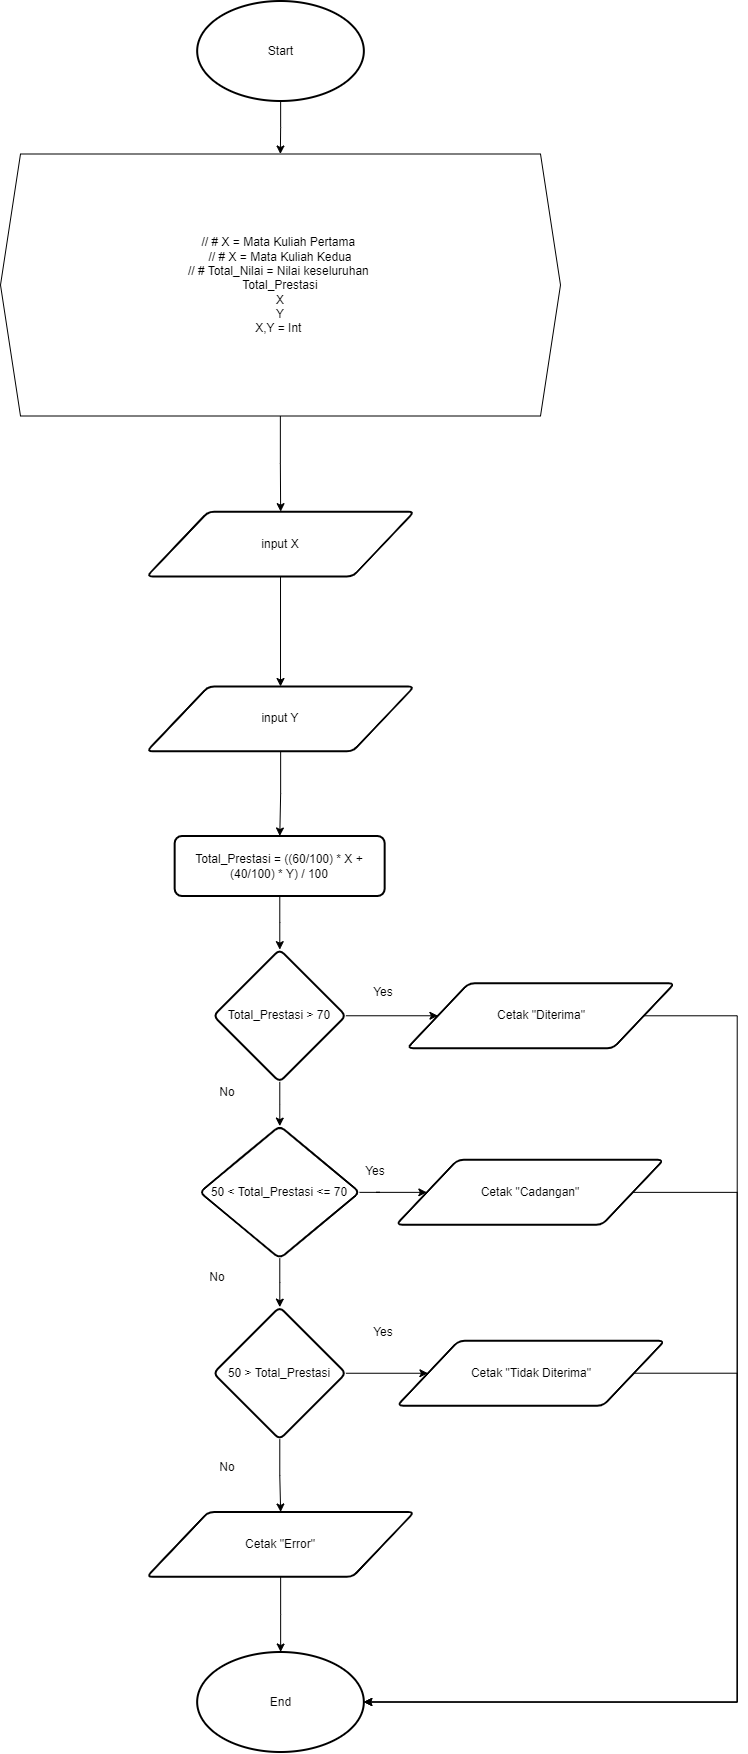 Start
// # X = Mata Kuliah Pertama
// # X = Mata Kuliah Kedua
// # Total_Nilai = Nilai keseluruhan
Total_Prestasi
X
Y
X,Y = Int
input X
input Y
Total_Prestasi = ((60/100) * X +
(40/100) * Y) / 100
Total_Prestasi > 70
Yes
Cetak "Diterima"
No
50 < Total_Prestasi <= 70
Yes
Cetak "Cadangan"
No
50 > Total_Prestasi
Yes
Cetak "Tidak Diterima"
No
Cetak "Error"
End